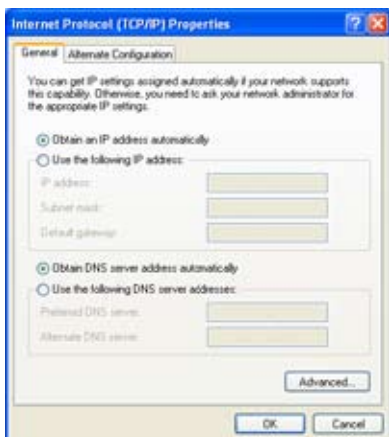 Internet Protocol (TCP/IP) Properties
General
Alternate Configuration
You can get IP settings assigned automatically if your network supports
this capability. Otherwise, you need to ask your network administrator for
the appropriate IP settings.
Obtain an IP address automatically
Use the following IP address:
IP address:
Subnet mask:
Default gateway:
Obtain DNS server address automatically
Use the following DNS server addresses:
Preferred DNS server:
Alternate DNS server:
Advanced...
OK
Cancel